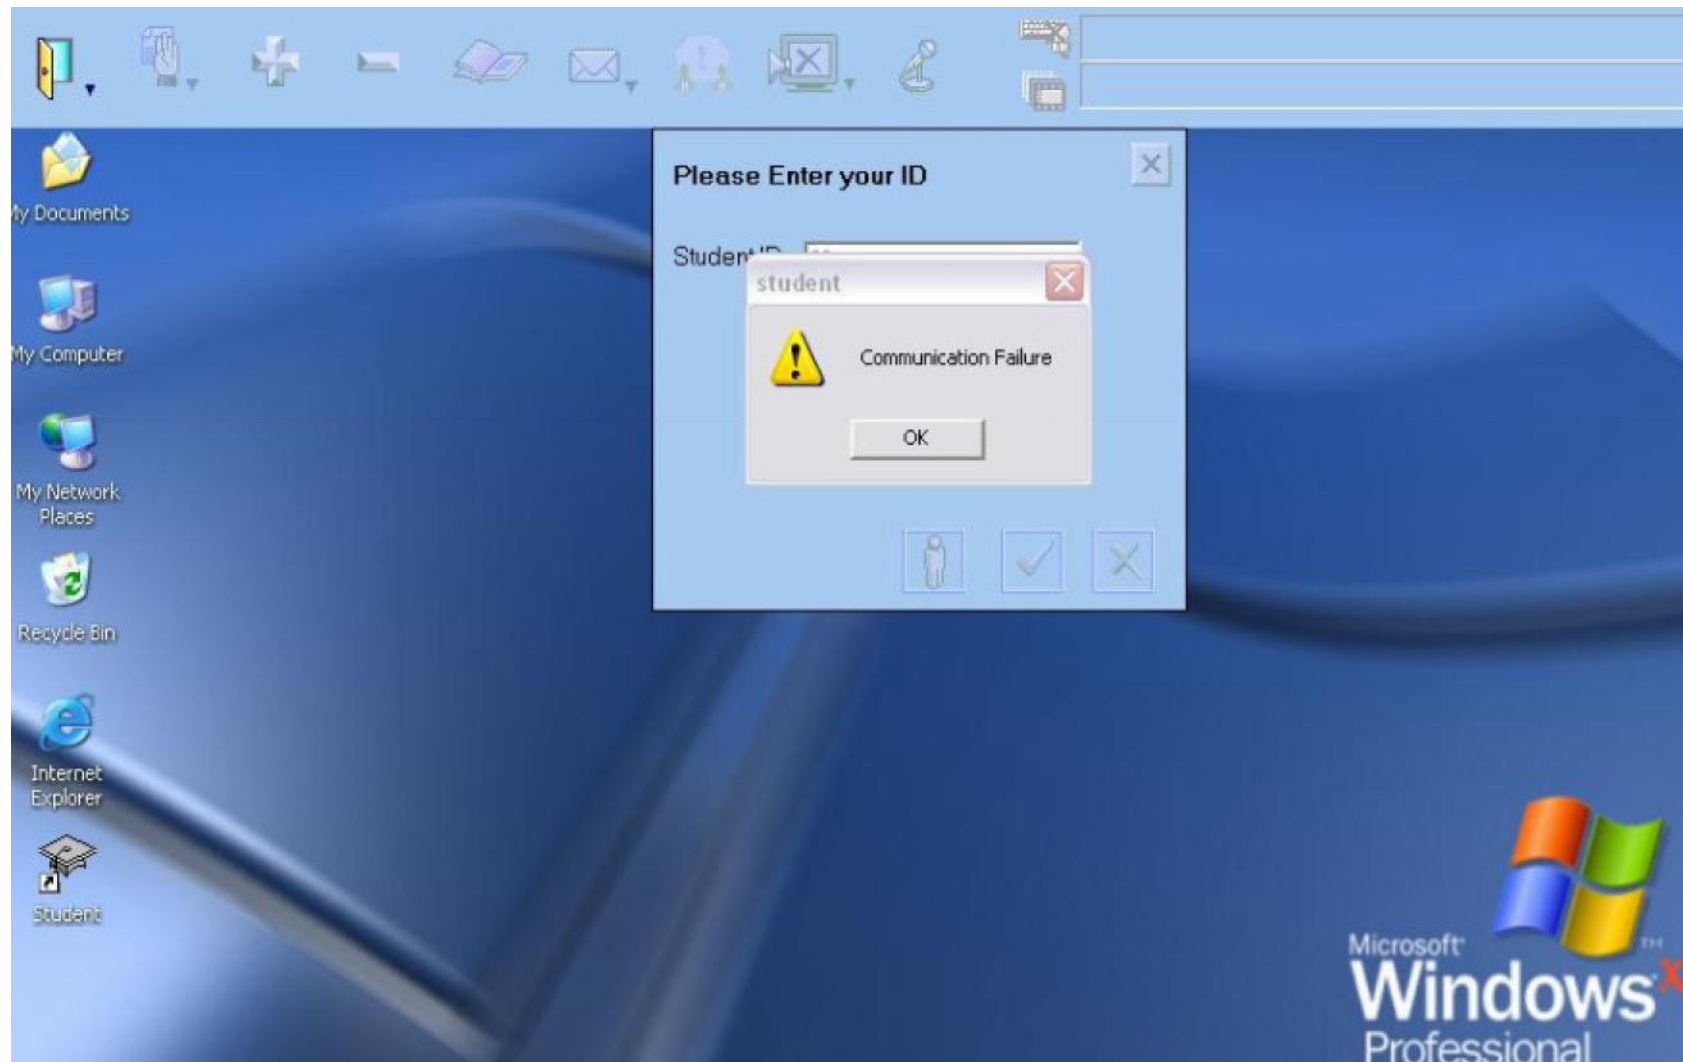 Please Enter your ID
Student
student
Communication Failure
OK
My Documents
My Computer
My Network
Places
Recycle Bin
Internet
Explorer
Student
Microsoft
Windows
Professional